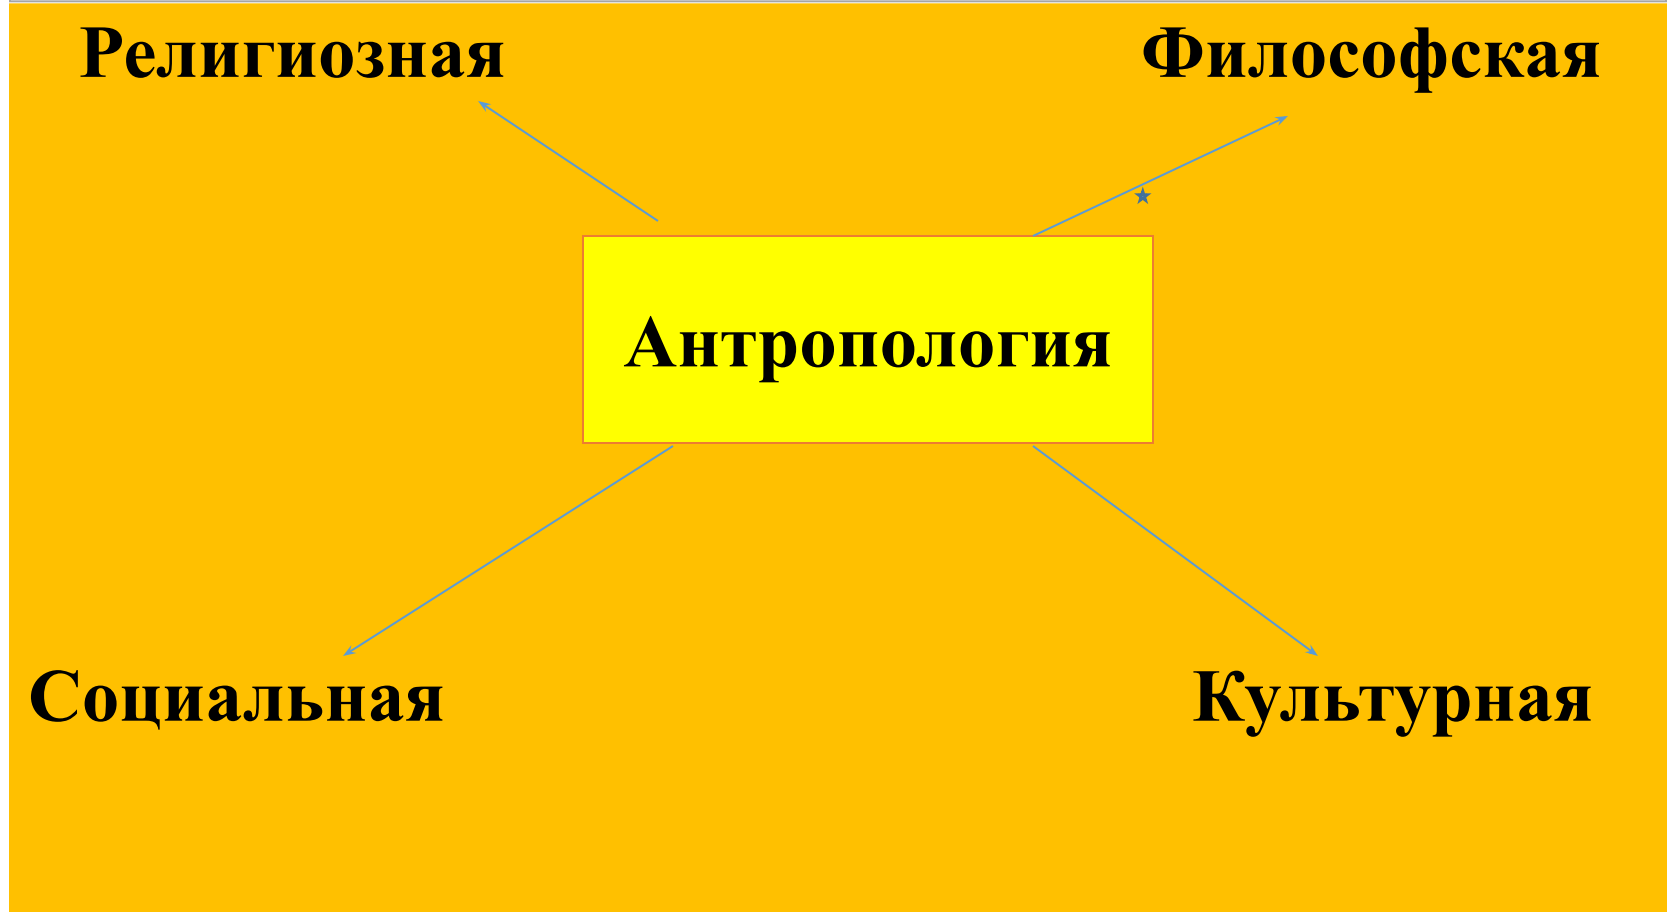 Религиозная
Философская
Антропология
Социальная
Культурная